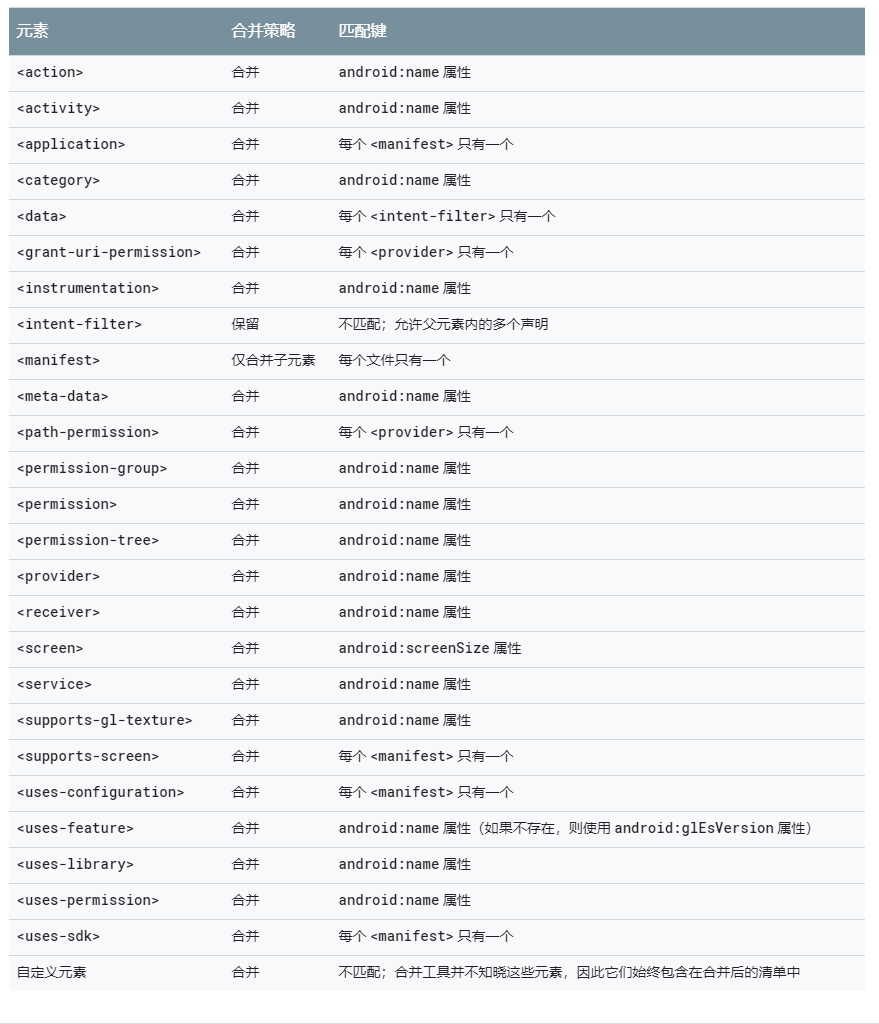 元素 合并策略 匹配键
<action> 合并 android:name 属性
<activity> 合并 android:name 属性
<application> 合并 每个 <manifest> 只有一个
<category> 合并 android:name 属性
<data> 合并 每个 <intent-filter> 只有一个
<grant-uri-permission> 合并 每个 <provider> 只有一个
<instrumentation> 合并 android:name 属性
<intent-filter> 保留 不匹配；允许父元素内的多个声明
<manifest> 仅合并子元素 每个文件只有一个
<meta-data> 合并 android:name 属性
<path-permission> 合并 每个 <provider> 只有一个
<permission-group> 合并 android:name 属性
<permission> 合并 android:name 属性
<permission-tree> 合并 android:name 属性
<provider> 合并 android:name 属性
<receiver> 合并 android:name 属性
<screen> 合并 android:screenSize 属性
<service> 合并 android:name 属性
<supports-gl-texture> 合并 android:name 属性
<supports-screen> 合并 每个 <manifest> 只有一个
<uses-configuration> 合并 每个 <manifest> 只有一个
<uses-feature> 合并 android:name 属性（如果不存在，则使用 android:glEsVersion 属性）
<uses-library> 合并 android:name 属性
<uses-permission> 合并 android:name 属性
<uses-sdk> 合并 每个 <manifest> 只有一个
自定义元素 合并 不匹配；合并工具并不知晓这些元素，因此它们始终包含在合并后的清单中